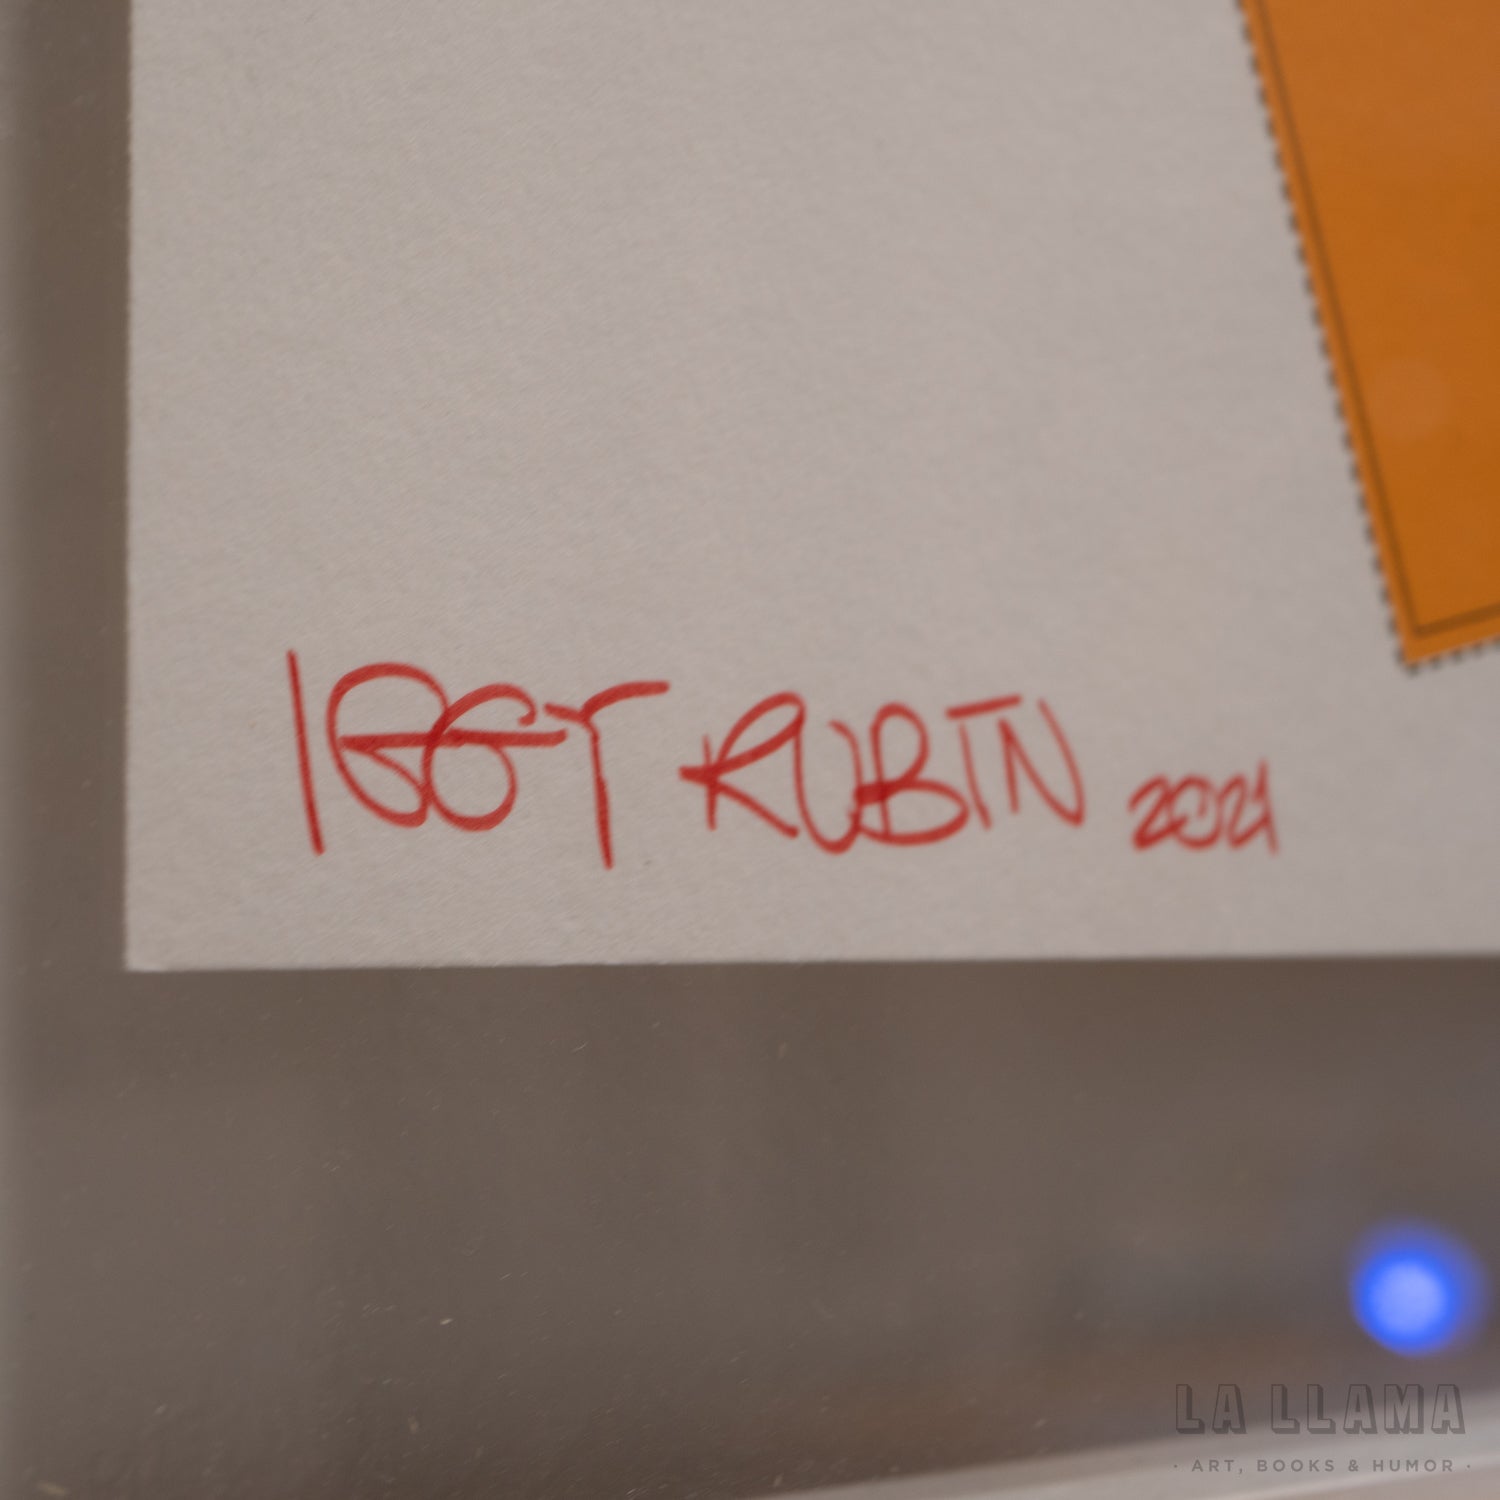 IGGY RUBIN 2021
LA LLAMA
· ART, BOOKS & HUMOR ·